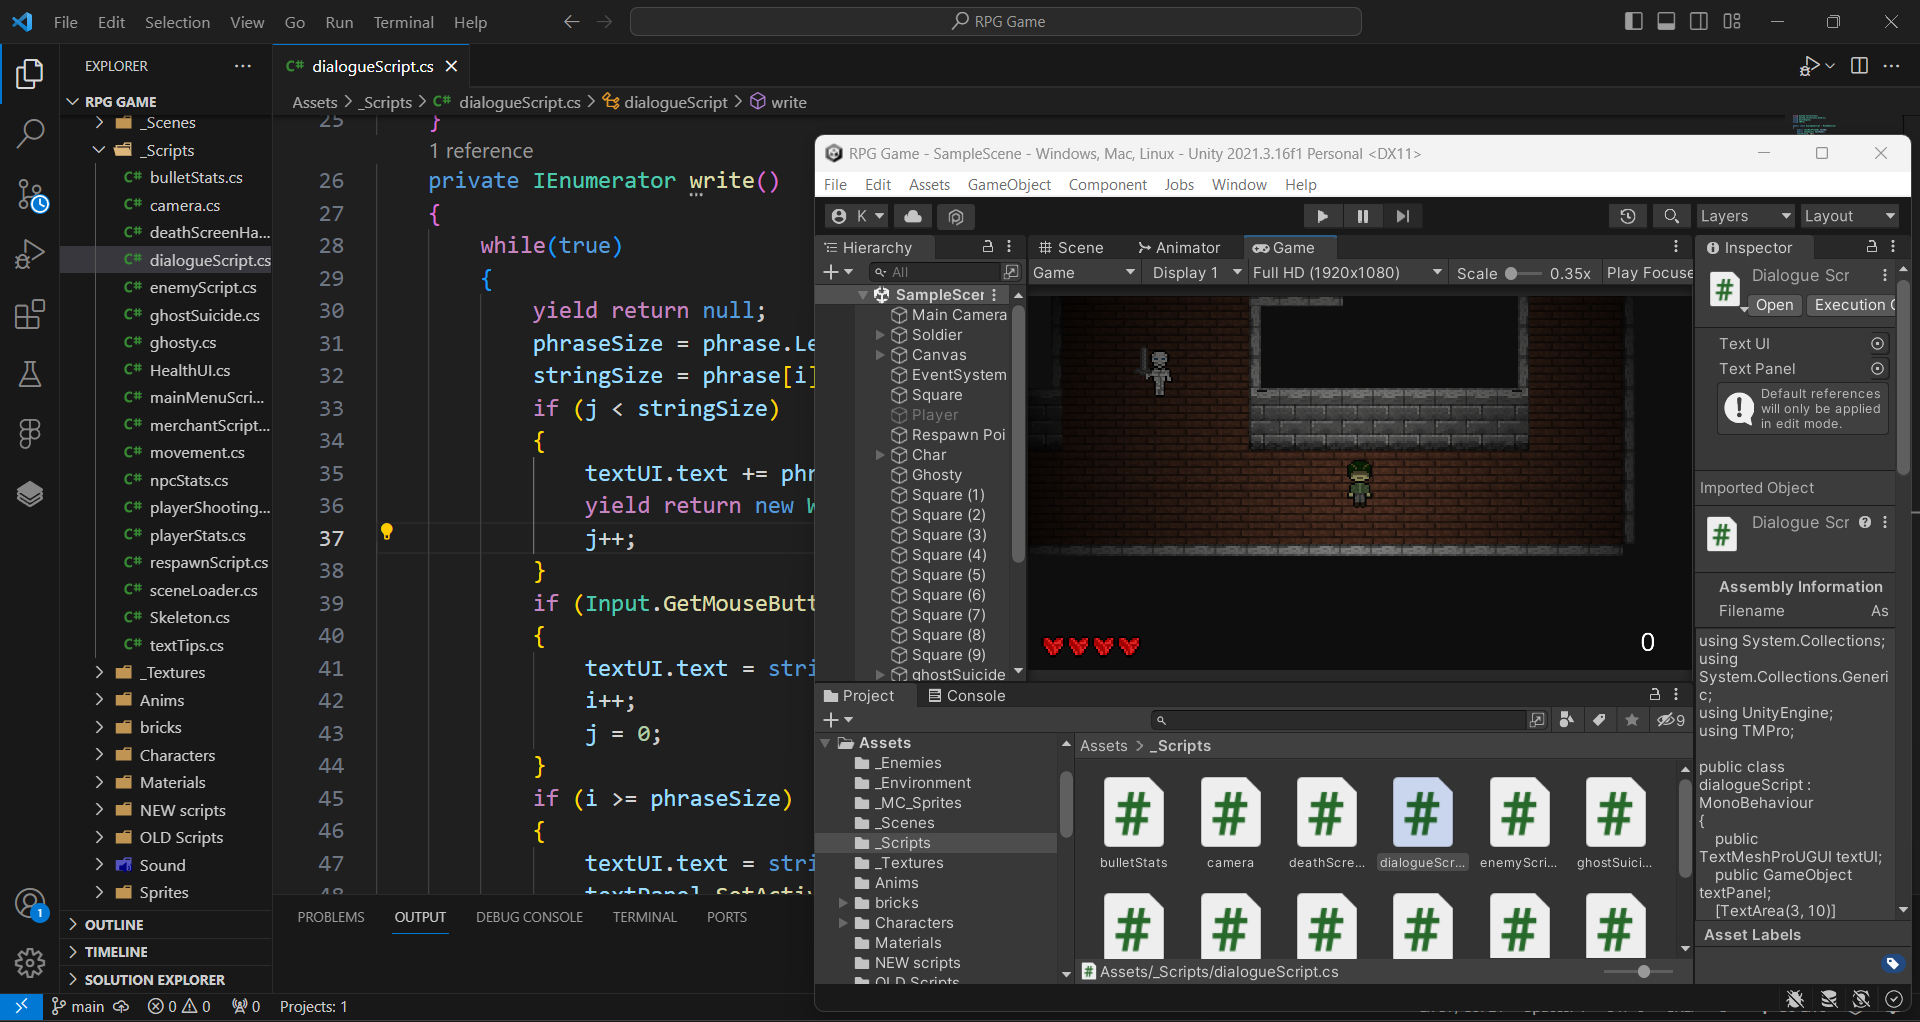 File Edit Selection View Go Run Terminal Help
RPG Game
EXPLORER
RPG GAME
_Scenes
_Scripts
C# bulletStats.cs
C# camera.cs
C# deathScreenHa...
C# dialogueScript.cs
C# enemyScript.cs
C# ghostSuicide.cs
C# ghosty.cs
C# HealthUI.cs
C# mainMenuScri...
C# merchantScript...
C# movement.cs
C# npcStats.cs
C# playerShooting...
C# playerStats.cs
C# respawnScript.cs
C# sceneLoader.cs
C# Skeleton.cs
C# textTips.cs
_Textures
Anims
bricks
Characters
Materials
NEW scripts
OLD Scripts
Sound
Sprites
OUTLINE
TIMELINE
SOLUTION EXPLORER
1
C# dialogueScript.cs
Assets > _Scripts > C# dialogueScript.cs > dialogueScript > write
25 }
1 reference
26 private IEnumerator write()
27 {
28 while(true)
29 {
30 yield return null;
31 phraseSize = phrase.Le
32 stringSize = phrase[i]
33 if (j < stringSize)
34 {
35 textUI.text += phr
36 yield return new W
37 j++;
38 }
39 if (Input.GetMouseButt
40 {
41 textUI.text = stri
42 i++;
43 j = 0;
44 }
45 if (i >= phraseSize)
46 {
47 textUI.text = stri
48 textPanel.SetActiv
PROBLEMS OUTPUT DEBUG CONSOLE TERMINAL PORTS
main 0 0 0 Projects: 1
RPG Game - SampleScene - Windows, Mac, Linux - Unity 2021.3.16f1 Personal <DX11>
File Edit Assets GameObject Component Jobs Window Help
K
Layers
Layout
Hierarchy
All
SampleScer
Main Camera
Soldier
Canvas
EventSystem
Square
Player
Respawn Poi
Char
Ghosty
Square (1)
Square (2)
Square (3)
Square (4)
Square (5)
Square (6)
Square (7)
Square (8)
Square (9)
ghostSuicide
Scene Animator Game
Game Display 1 Full HD (1920x1080) Scale 0.35x Play Focuse
0
Inspector
Dialogue Scr
Open Execution O
Text UI
Text Panel
Default references
will only be applied
in edit mode.
Imported Object
Dialogue Scr
Assembly Information
Filename As
using System.Collections;
using
System.Collections.Generi
c;
using UnityEngine;
using TMPro;
public class
dialogueScript :
MonoBehaviour
{
public
TextMeshProUGUI textUI;
public GameObject
textPanel;
[TextArea(3, 10)]
Asset Labels
Project Console
9
Assets
_Enemies
_Environment
_MC_Sprites
_Scenes
_Scripts
_Textures
Anims
bricks
Characters
Materials
NEW scripts
OLD Scripts
Assets > _Scripts
bulletStats camera deathScre... dialogueScr... enemyScri... ghostSuici...
Assets/_Scripts/dialogueScript.cs